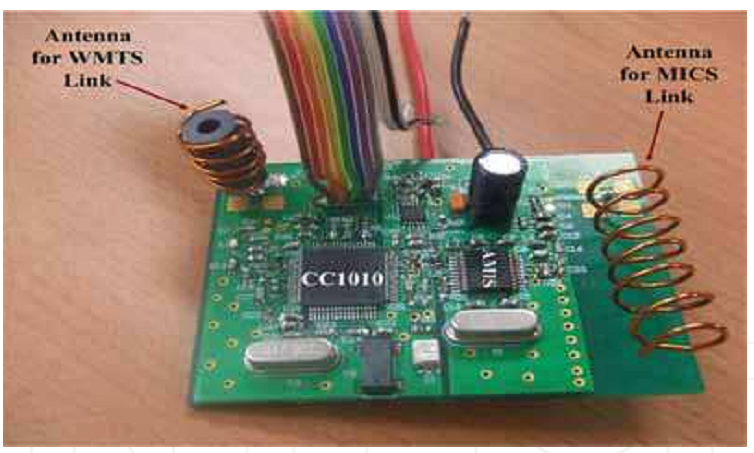 Antenna
for WMTS
Link
Antenna
for MICS
Link
CC1010
AMIS